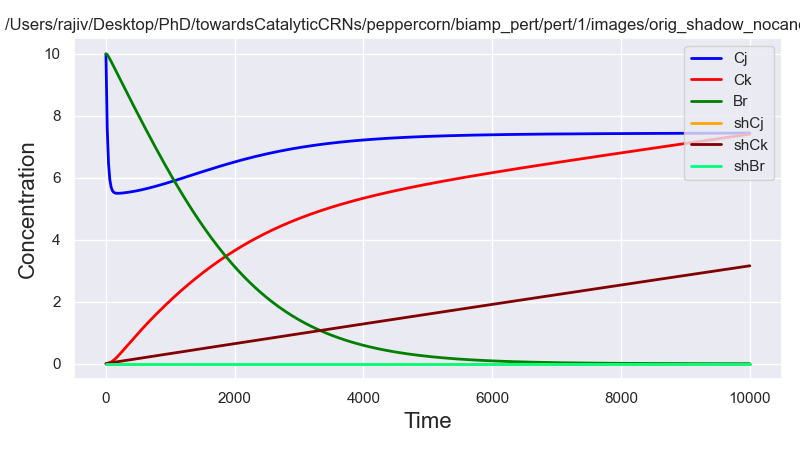 /Users/rajiv/Desktop/PhD/towardsCatalyticCRNs/peppercorn/biamp_pert/pert/1/images/orig_shadow_nocanc
Concentration
10
8
6
4
2
0
0
2000
4000
6000
8000
10000
Time
Cj
Ck
Br
shCj
shCk
shBr